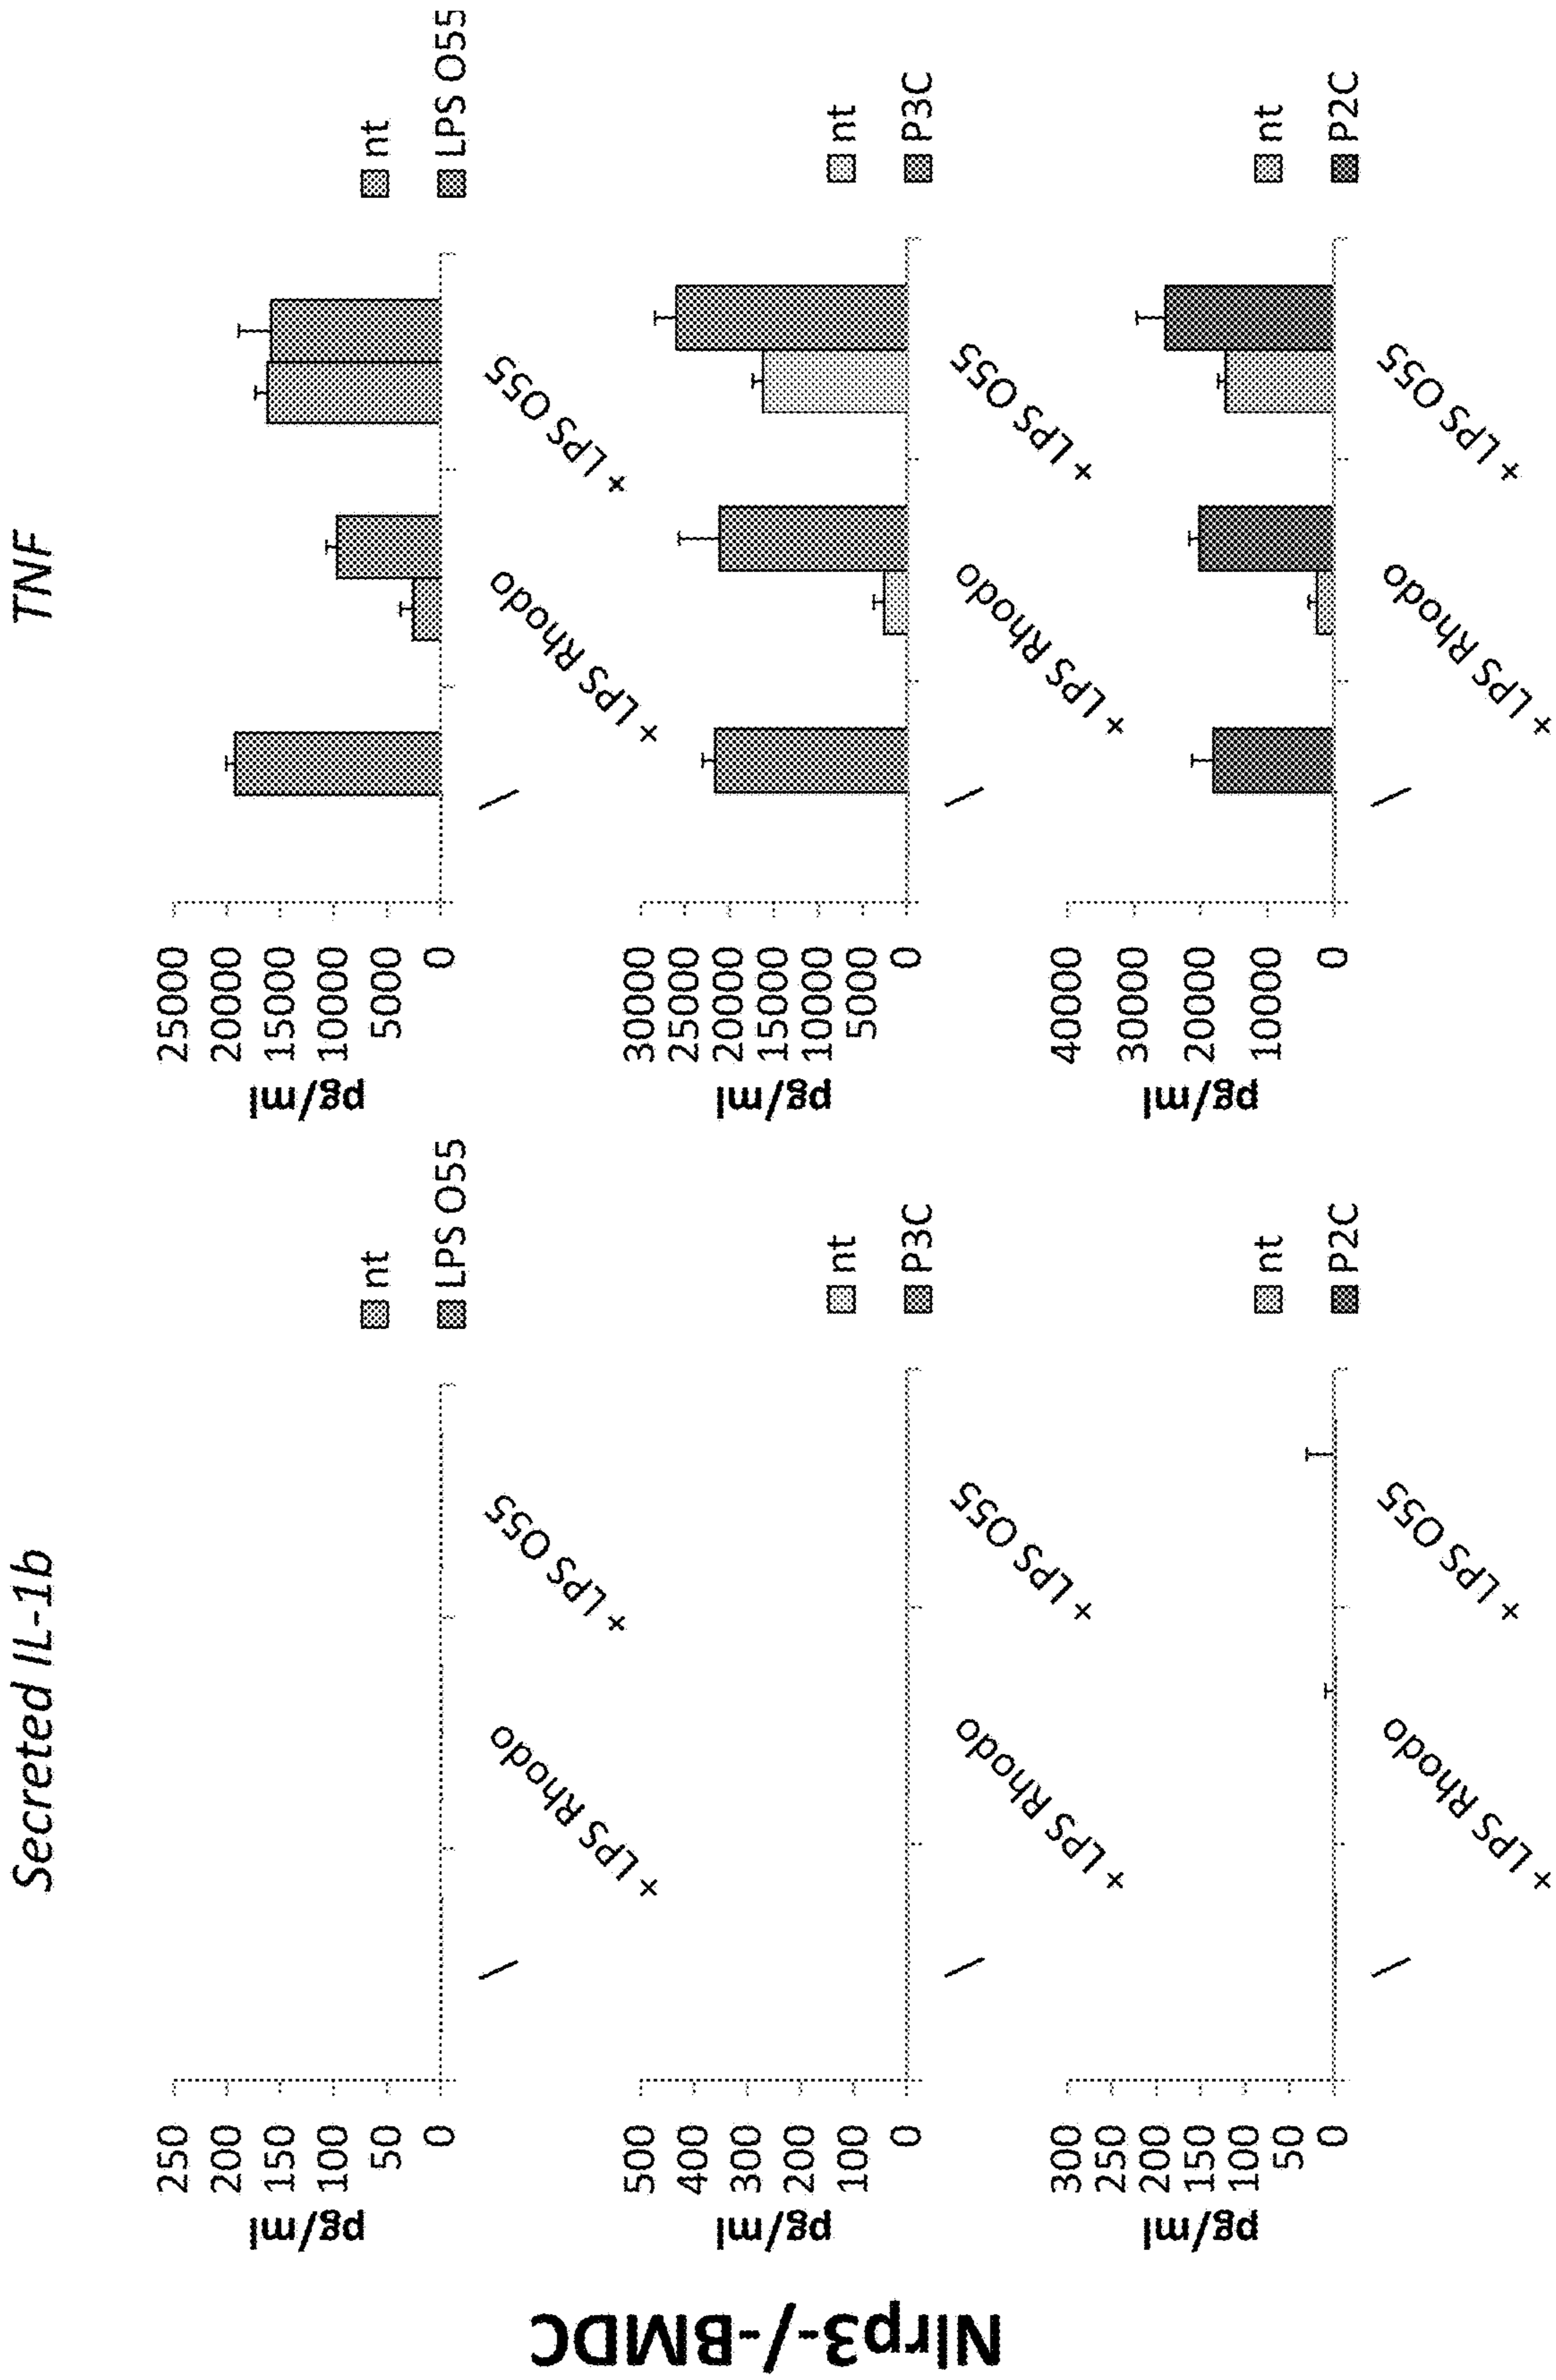 Nlrp3-/--BMDC
Secreted IL-1b
TNF
pg/ml
250
200
150
100
50
0
/
+ LPS Rhodo
+ LPS O55
nt
LPS O55
pg/ml
25000
20000
15000
10000
5000
0
/
+ LPS Rhodo
+ LPS O55
nt
LPS O55
pg/ml
500
400
300
200
100
0
/
+ LPS Rhodo
+ LPS O55
nt
P3C
pg/ml
30000
25000
20000
15000
10000
5000
0
/
+ LPS Rhodo
+ LPS O55
nt
P3C
pg/ml
300
250
200
150
100
50
0
/
+ LPS Rhodo
+ LPS O55
nt
P2C
pg/ml
40000
30000
20000
10000
0
/
+ LPS Rhodo
+ LPS O55
nt
P2C